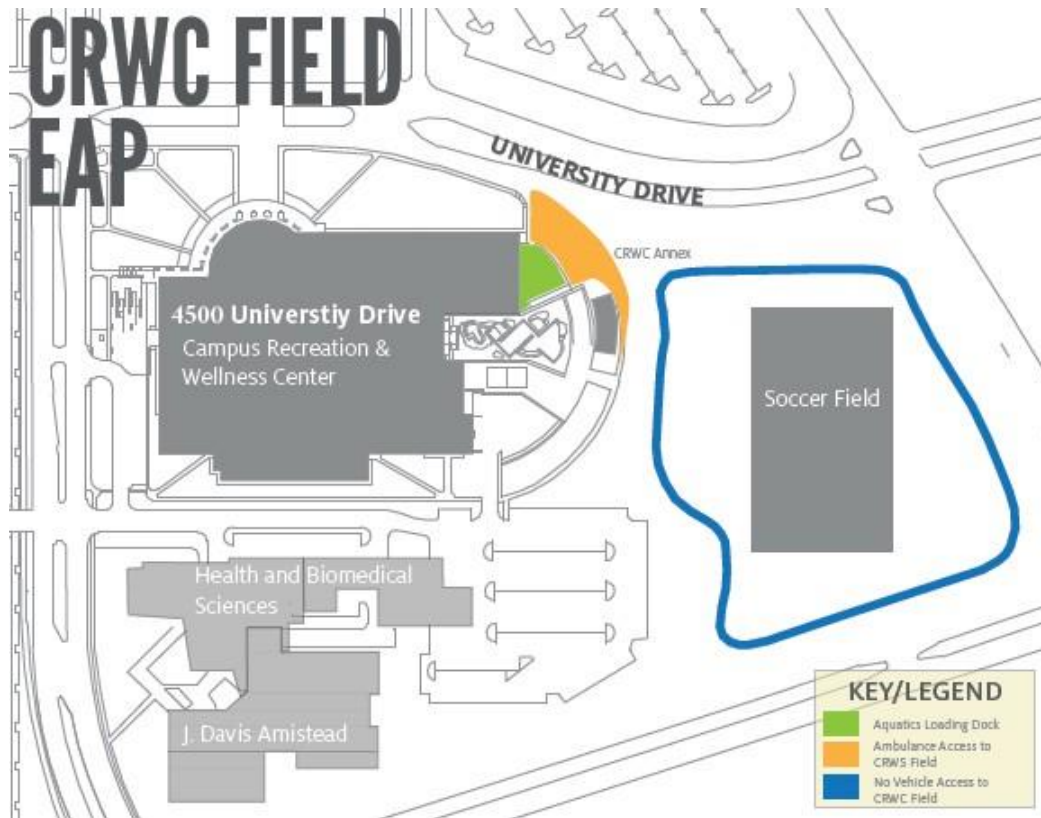 CRWC FIELD
EAP
UNIVERSITY DRIVE
CRWC Annex
4500 Universtiy Drive
Campus Recreation &
Wellness Center
Soccer Field
Health and Biomedical
Sciences
J. Davis Amistead
KEY/LEGEND
Aquatics Loading Dock
Ambulance Access to
CRWS Field
No Vehicle Access to
CRWC Field